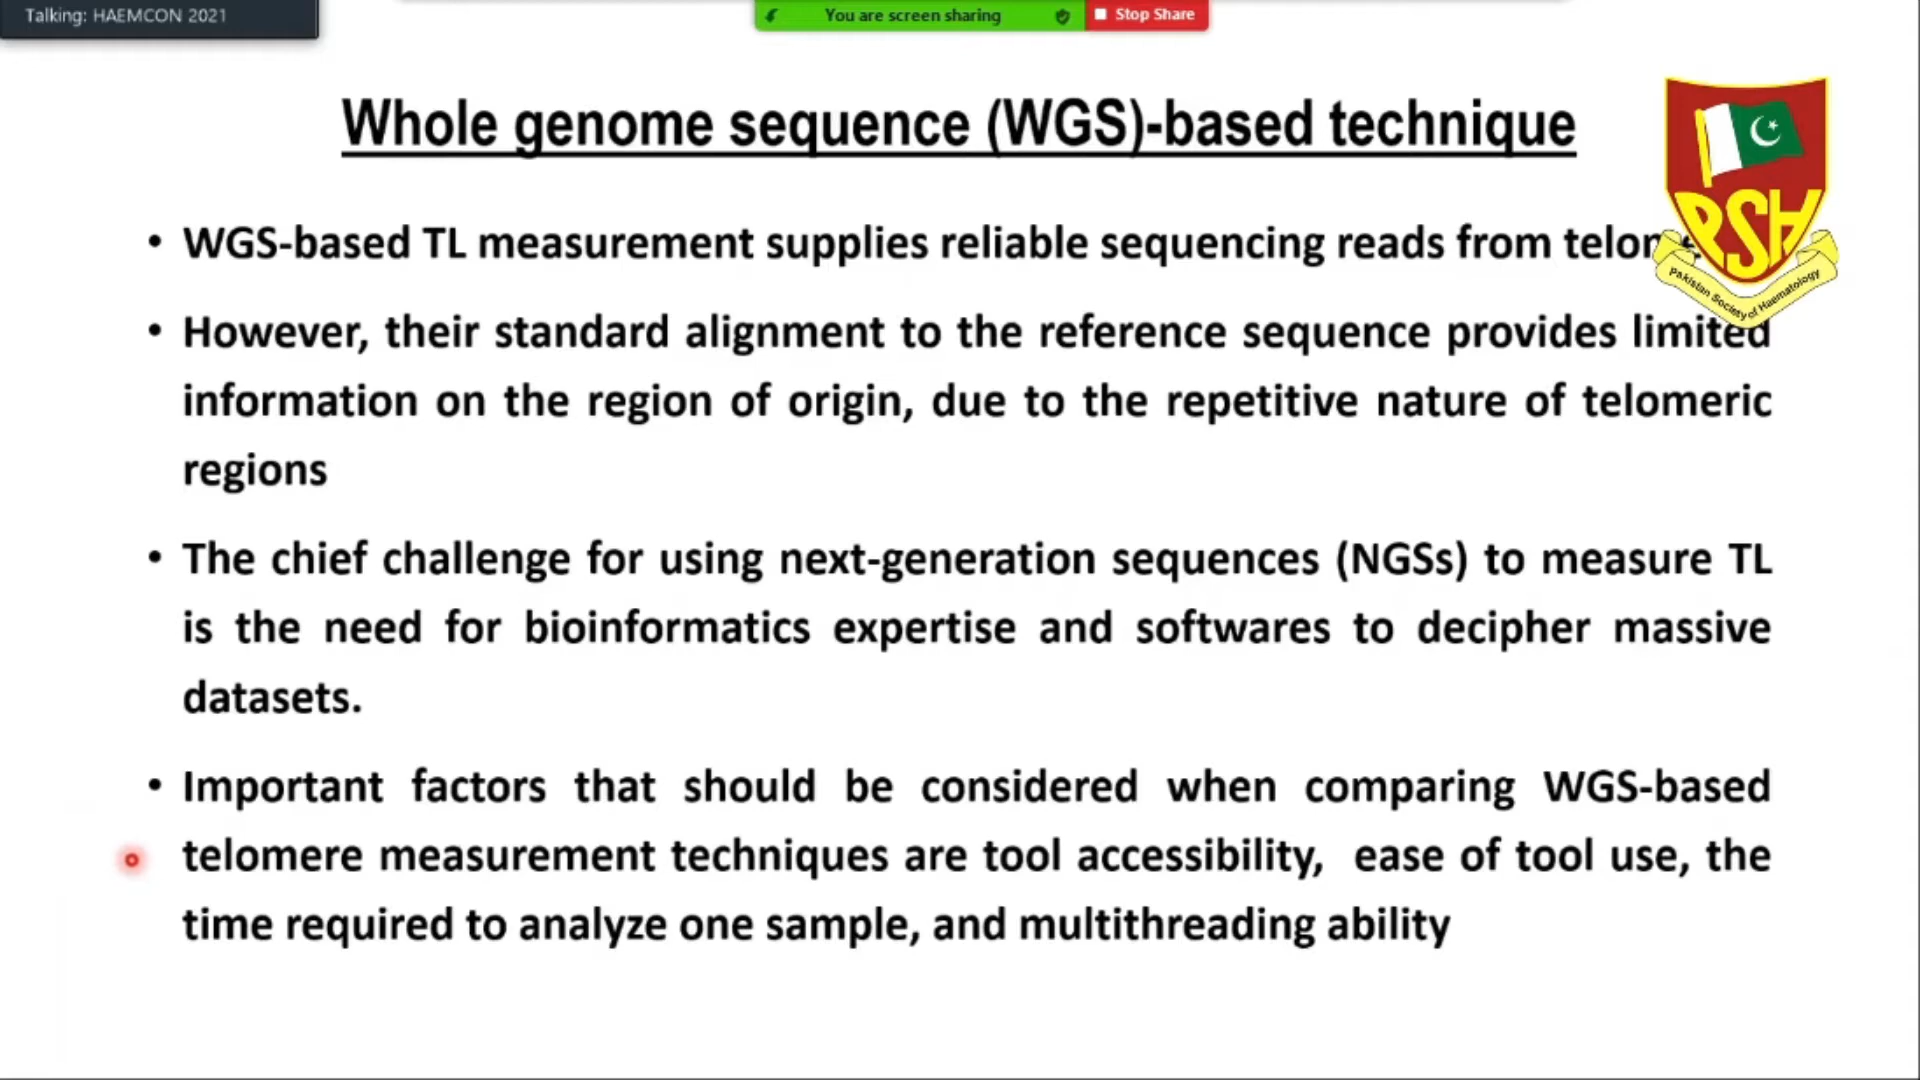 Talking: HAEMCON 2021
You are screen sharing
Stop Share
Whole genome sequence (WGS)-based technique
• WGS-based TL measurement supplies reliable sequencing reads from
• However, their standard alignment to the reference sequence provides limited
information on the region of origin, due to the repetitive nature of telomeric
regions
• The chief challenge for using next-generation sequences (NGSs) to measure TL
is the need for bioinformatics expertise and softwares to decipher massive
datasets.
• Important factors that should be considered when comparing WGS-based
telomere measurement techniques are tool accessibility, ease of tool use, the
time required to analyze one sample, and multithreading ability
PSH
Pakistan Society of Haematology